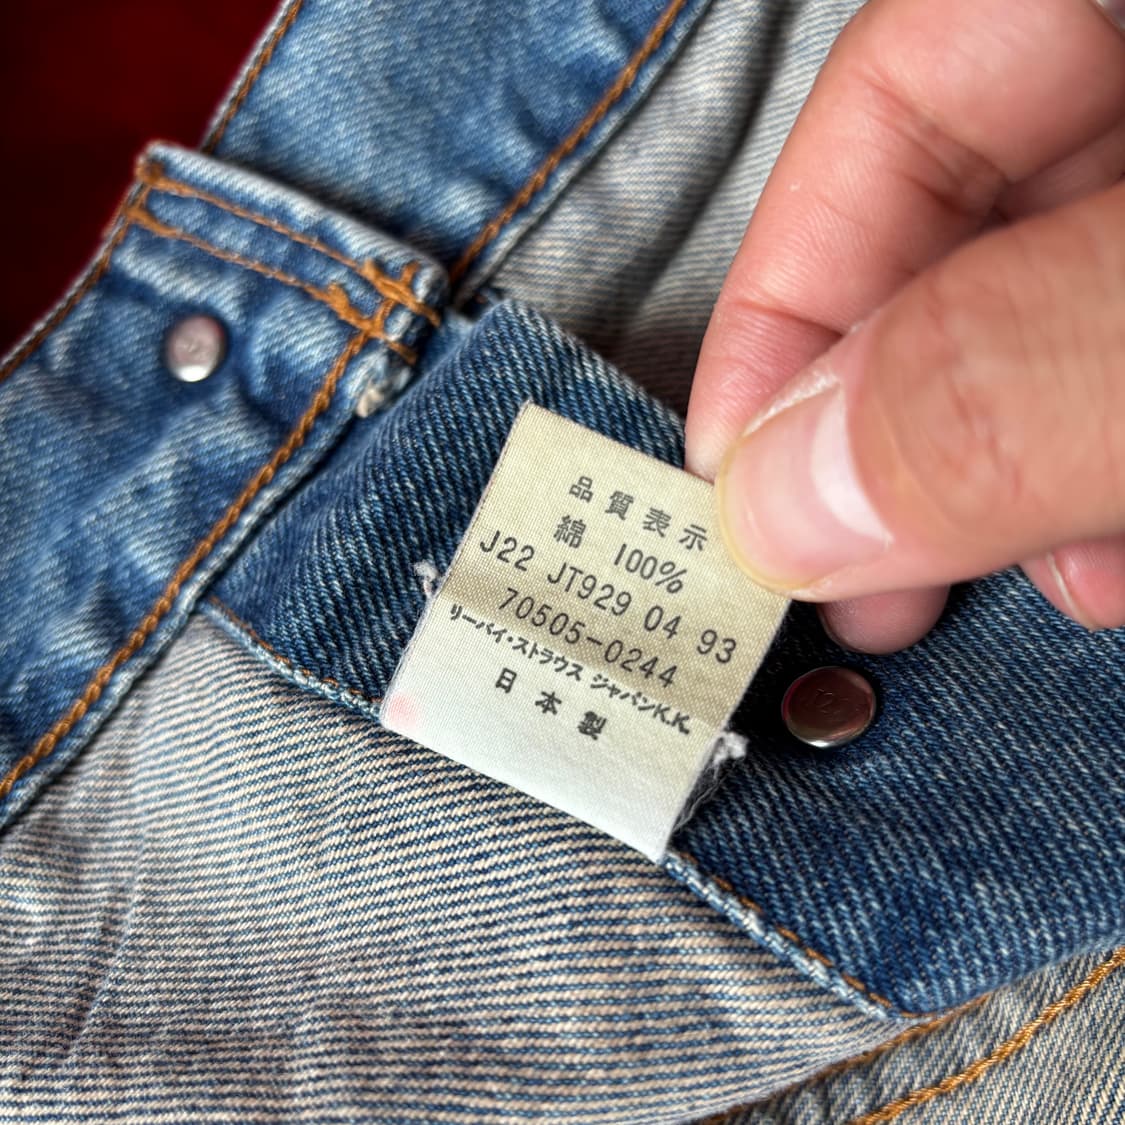 品質表示
綿 100%
J22 JT929 04 93
70505-0244
リーバイ・ストラウス ジャパンK.K.
日本製